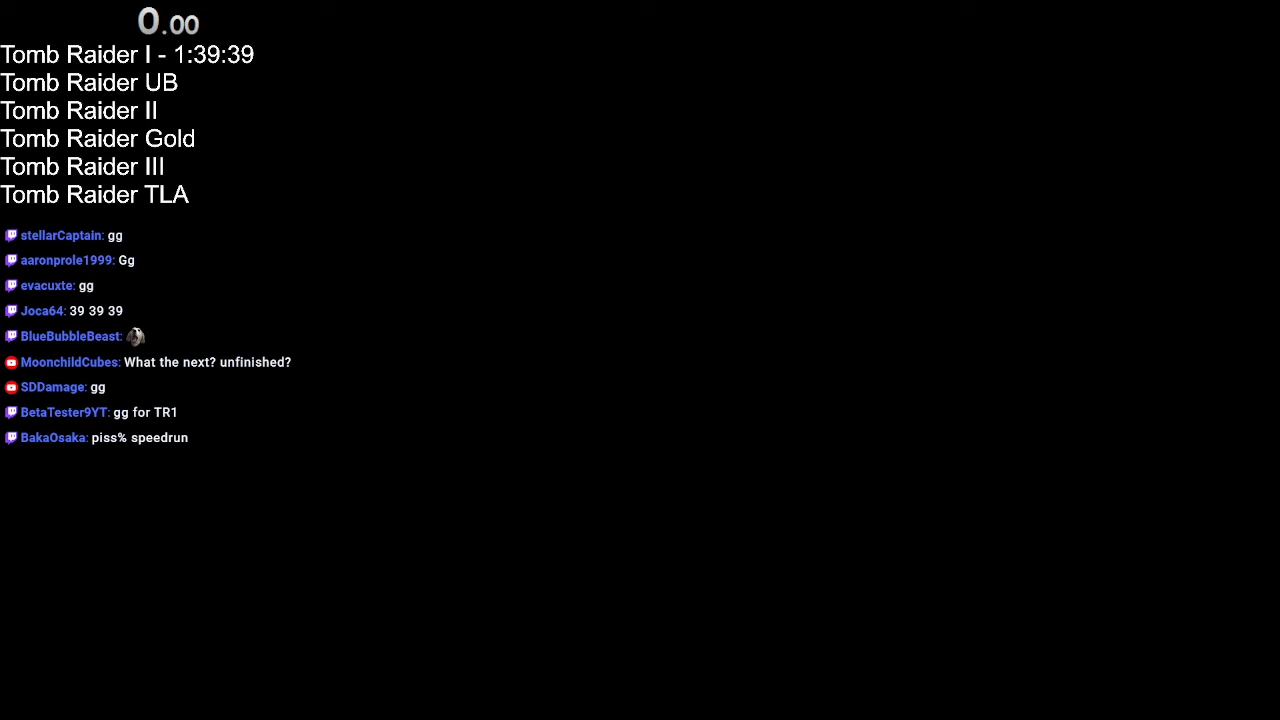 0.00
Tomb Raider I - 1:39:39
Tomb Raider UB
Tomb Raider II
Tomb Raider Gold
Tomb Raider III
Tomb Raider TLA
stellarCaptain: gg
aaronprole1999: Gg
evacuxte: gg
Joca64: 39 39 39
BlueBubbleBeast:
MoonchildCubes: What the next? unfinished?
SDDamage: gg
BetaTester9YT: gg for TR1
BakaOsaka: piss% speedrun